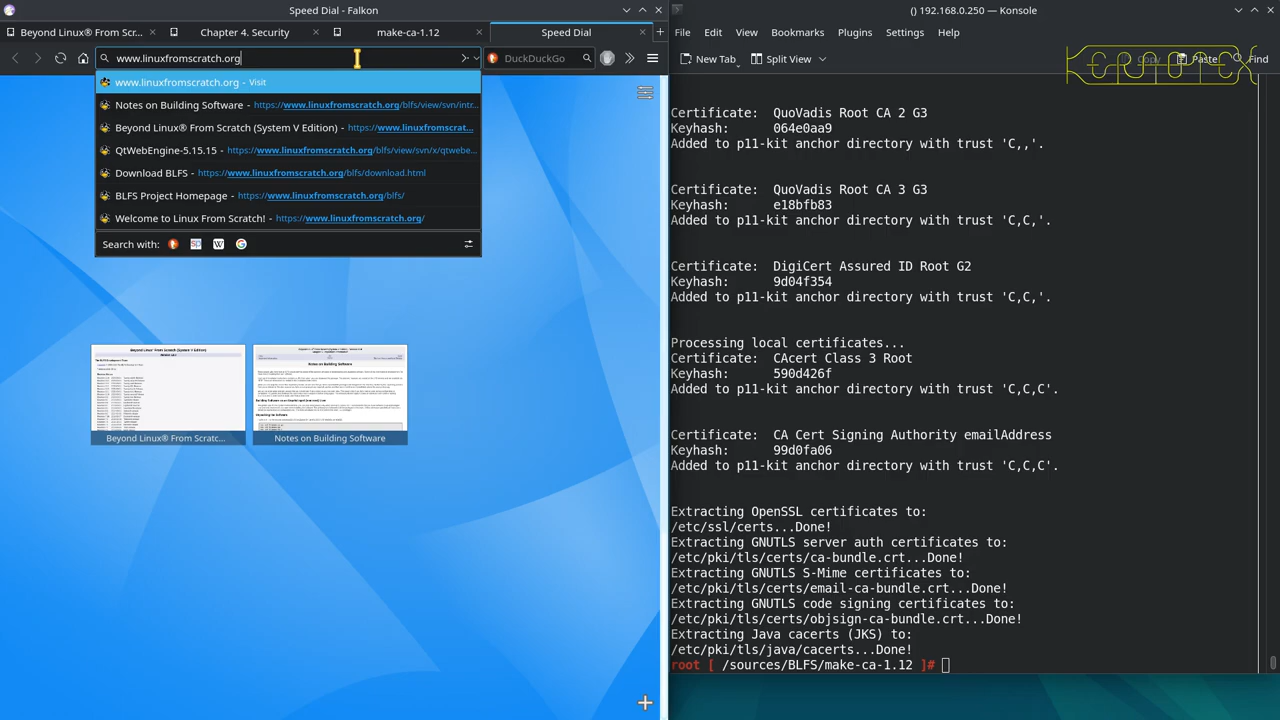 Speed Dial - Falkon
Beyond Linux® From Scr...
Chapter 4. Security
make-ca-1.12
Speed Dial
www.linuxfromscratch.org
DuckDuckGo
www.linuxfromscratch.org - Visit
Notes on Building Software - https://www.linuxfromscratch.org/blfs/view/svn/intr...
Beyond Linux® From Scratch (System V Edition) - https://www.linuxfromscrat...
QtWebEngine-5.15.15 - https://www.linuxfromscratch.org/blfs/view/svn/x/qtwebe...
Download BLFS - https://www.linuxfromscratch.org/blfs/download.html
BLFS Project Homepage - https://www.linuxfromscratch.org/blfs/
Welcome to Linux From Scratch! - https://www.linuxfromscratch.org/
Search with:
Notes on Building Software
Beyond Linux® From Scratc...
Notes on Building Software
() 192.168.0.250 — Konsole
File Edit View Bookmarks Plugins Settings Help
New Tab Split View Copy Paste Find
Certificate: QuoVadis Root CA 2 G3
Keyhash: 064e0aa9
Added to p11-kit anchor directory with trust 'C,,'.
Certificate: QuoVadis Root CA 3 G3
Keyhash: e18bfb83
Added to p11-kit anchor directory with trust 'C,C,'.
Certificate: DigiCert Assured ID Root G2
Keyhash: 9d04f354
Added to p11-kit anchor directory with trust 'C,C,'.
Processing local certificates...
Certificate: CAcert Class 3 Root
Keyhash: 590d426f
Added to p11-kit anchor directory with trust 'C,C,C'.
Certificate: CA Cert Signing Authority emailAddress
Keyhash: 99d0fa06
Added to p11-kit anchor directory with trust 'C,C,C'.
Extracting OpenSSL certificates to:
/etc/ssl/certs...Done!
Extracting GNUTLS server auth certificates to:
/etc/pki/tls/certs/ca-bundle.crt...Done!
Extracting GNUTLS S-Mime certificates to:
/etc/pki/tls/certs/email-ca-bundle.crt...Done!
Extracting GNUTLS code signing certificates to:
/etc/pki/tls/certs/objsign-ca-bundle.crt...Done!
Extracting Java cacerts (JKS) to:
/etc/pki/tls/java/cacerts...Done!
root [ /sources/BLFS/make-ca-1.12 ]#